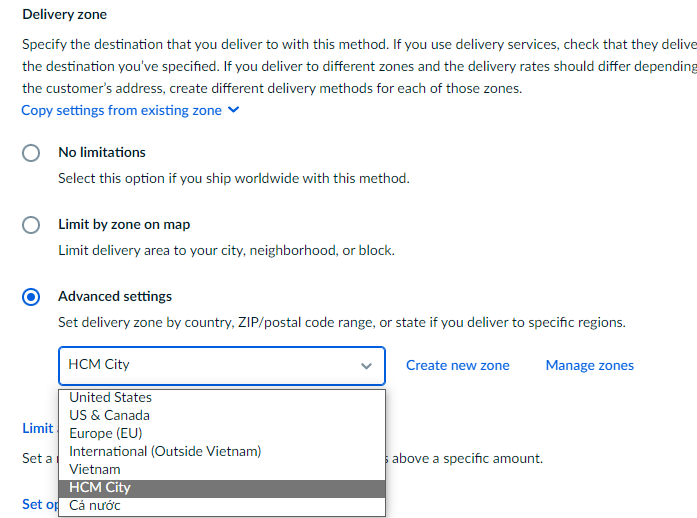 Delivery zone
Specify the destination that you deliver to with this method. If you use delivery services, check that they delive
the destination you've specified. If you deliver to different zones and the delivery rates should differ depending
the customer's address, create different delivery methods for each of those zones.
Copy settings from existing zone
No limitations
Select this option if you ship worldwide with this method.
Limit by zone on map
Limit delivery area to your city, neighborhood, or block.
Advanced settings
Set delivery zone by country, ZIP/postal code range, or state if you deliver to specific regions.
HCM City Create new zone Manage zones
United States
US & Canada
Limit Europe (EU)
International (Outside Vietnam)
Set a above a specific amount.
Vietnam
HCM City
Set Cả nước